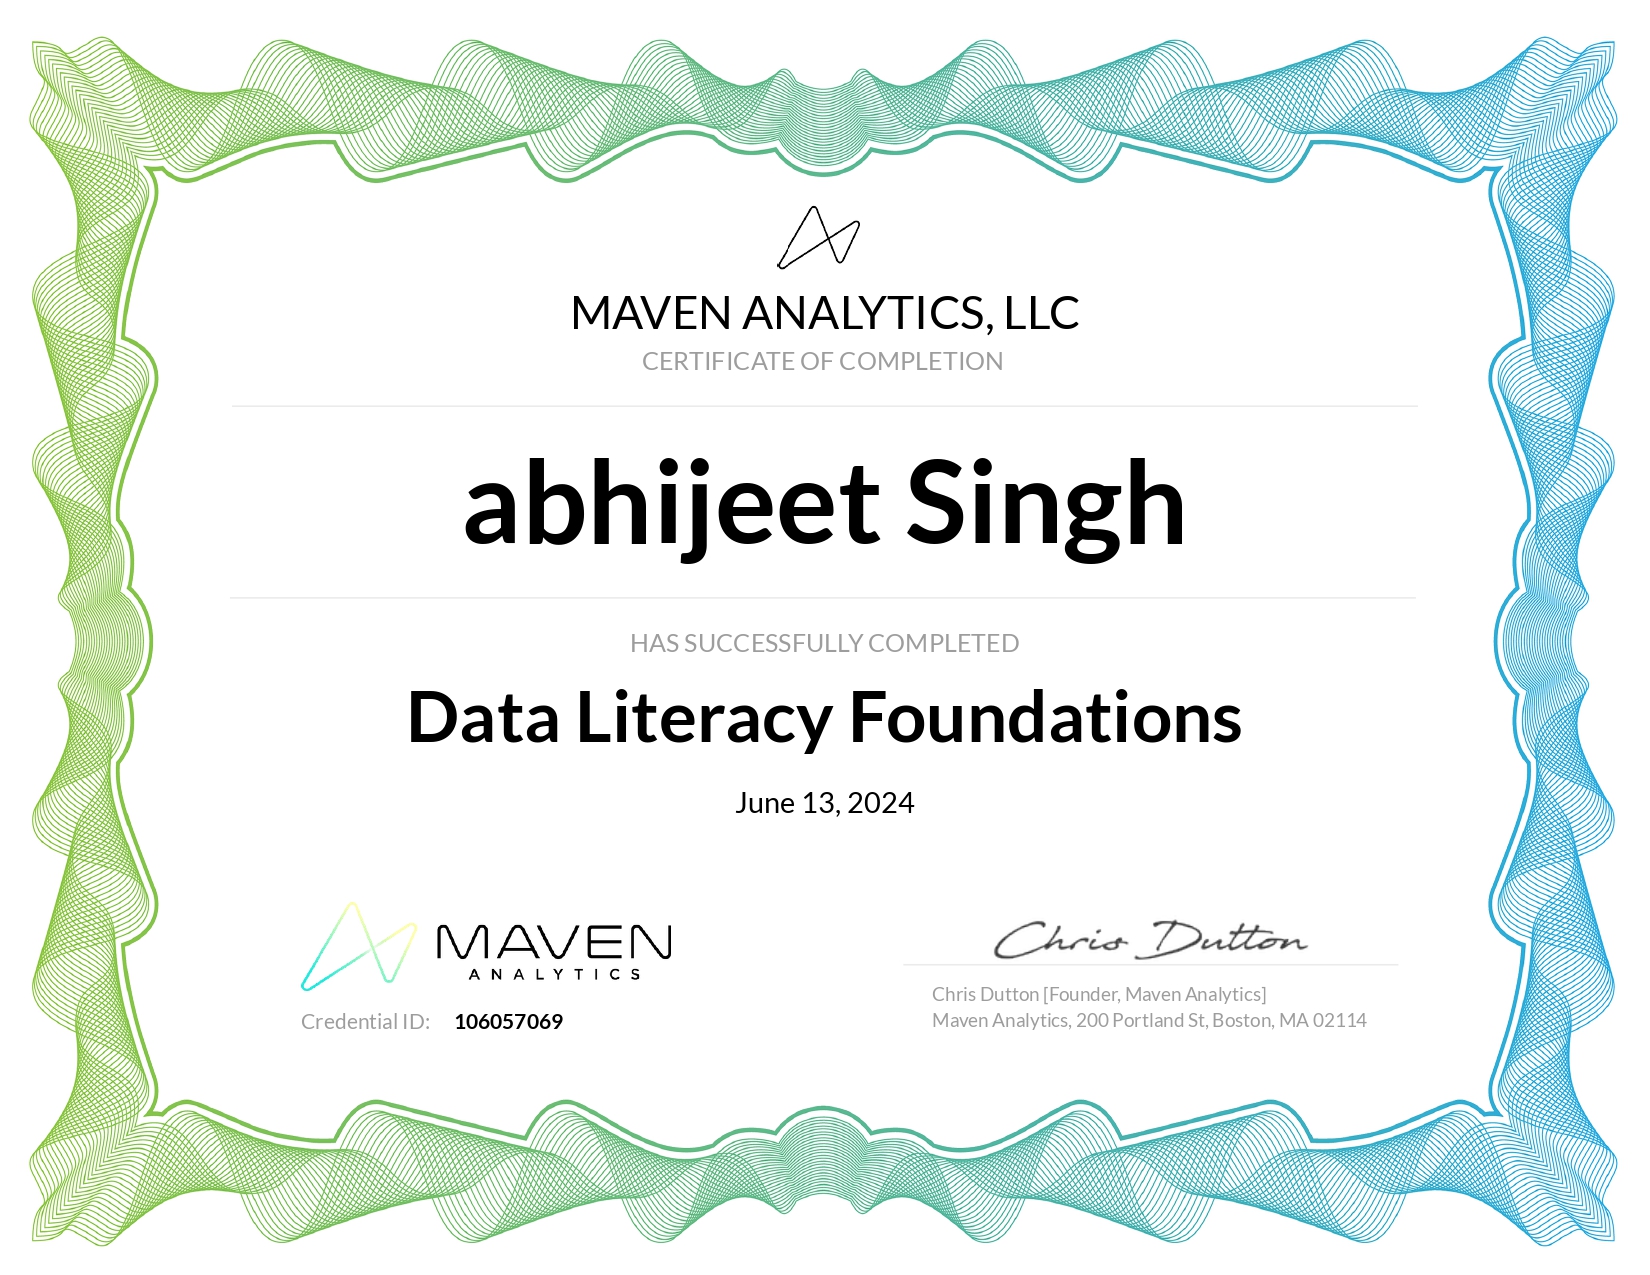 MAVEN ANALYTICS, LLC
CERTIFICATE OF COMPLETION
abhijeet Singh
HAS SUCCESSFULLY COMPLETED
Data Literacy Foundations
June 13, 2024
MAVEN
ANALYTICS
Credential ID: 106057069
Chris Dutton
Chris Dutton [Founder, Maven Analytics]
Maven Analytics, 200 Portland St, Boston, MA 02114